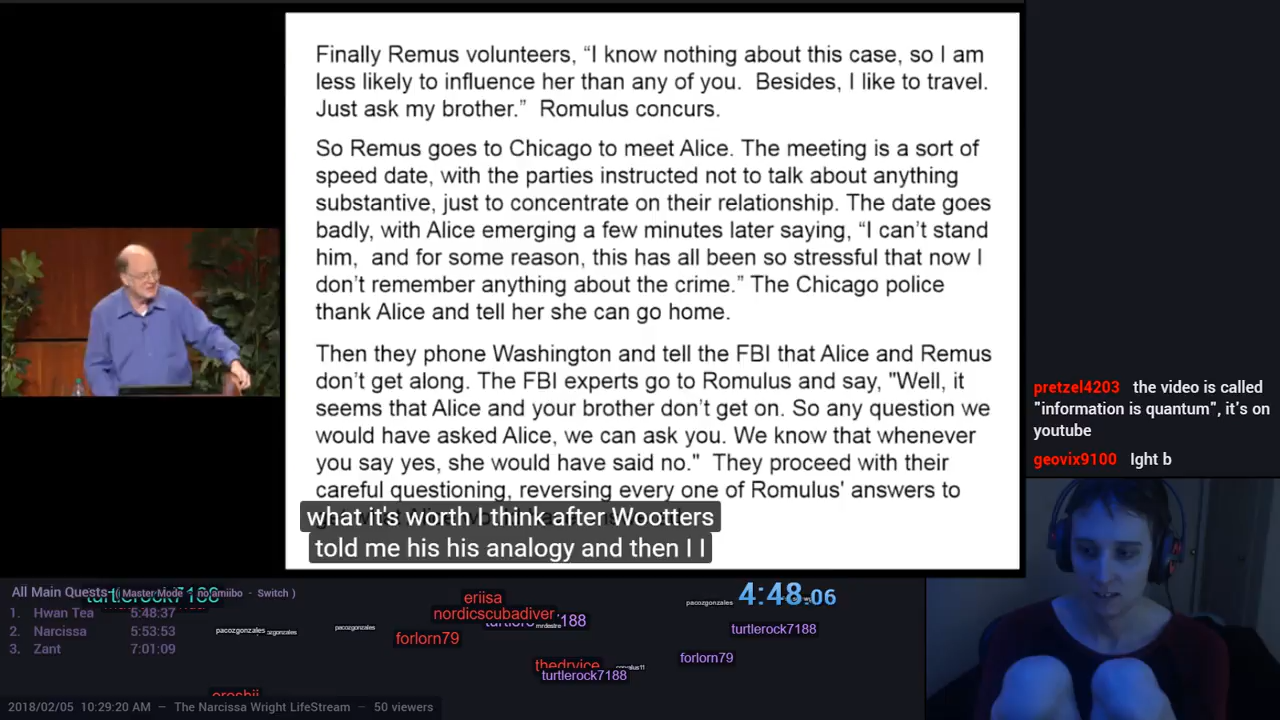 Finally Remus volunteers, “I know nothing about this case, so I am
less likely to influence her than any of you.  Besides, I like to travel.
Just ask my brother.”  Romulus concurs.
So Remus goes to Chicago to meet Alice. The meeting is a sort of
speed date, with the parties instructed not to talk about anything
substantive, just to concentrate on their relationship. The date goes
badly, with Alice emerging a few minutes later saying, “I can’t stand
him,  and for some reason, this has all been so stressful that now I
don’t remember anything about the crime.” The Chicago police
thank Alice and tell her she can go home.
Then they phone Washington and tell the FBI that Alice and Remus
don’t get along. The FBI experts go to Romulus and say, "Well, it
seems that Alice and your brother don’t get on. So any question we
would have asked Alice, we can ask you. We know that whenever
you say yes, she would have said no."  They proceed with their
careful questioning, reversing every one of Romulus' answers to
what it's worth I think after Wootters
told me his his analogy and then I I
pretzel4203 the video is called
"information is quantum", it's on
youtube
geovix9100 Ight b
All Main Quests- ( Master Mode - no amiibo - Switch )
turtlerock7188
1. Hwan Tea 5:48:37
2. Narcissa 5:53:53
3. Zant 7:01:09
4:48.06
eriisa
nordicscubadiver
188
pacozgonzales
pacozgonzales
pacozgonzales
forlorn79
turtlerock7188
thedrvice
turtlerock7188
forlorn79
2018/02/05 10:29:20 AM — The Narcissa Wright LifeStream — 50 viewers